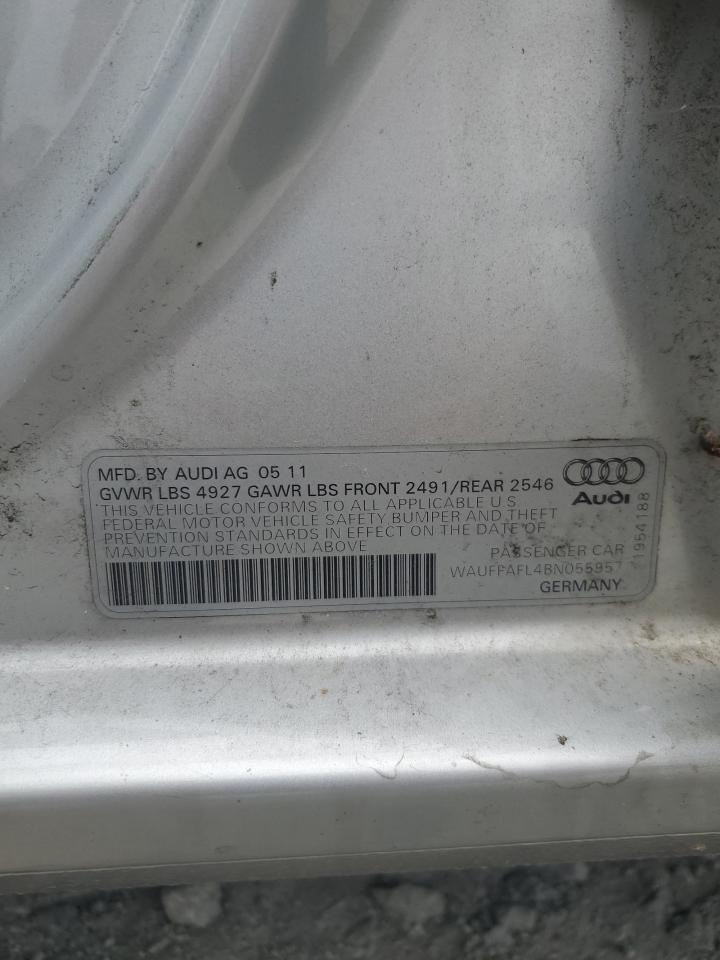 MFD. BY AUDI AG 05 11
GVWR LBS 4927 GAWR LBS FRONT 2491/REAR 2546
THIS VEHICLE CONFORMS TO ALL APPLICABLE U S
FEDERAL MOTOR VEHICLE SAFETY, BUMPER AND THEFT
PREVENTION STANDARDS IN EFFECT ON THE DATE OF
MANUFACTURE SHOWN ABOVE
PASSENGER CAR
WAUFFAFL4BN055957
GERMANY
Audi
1954188